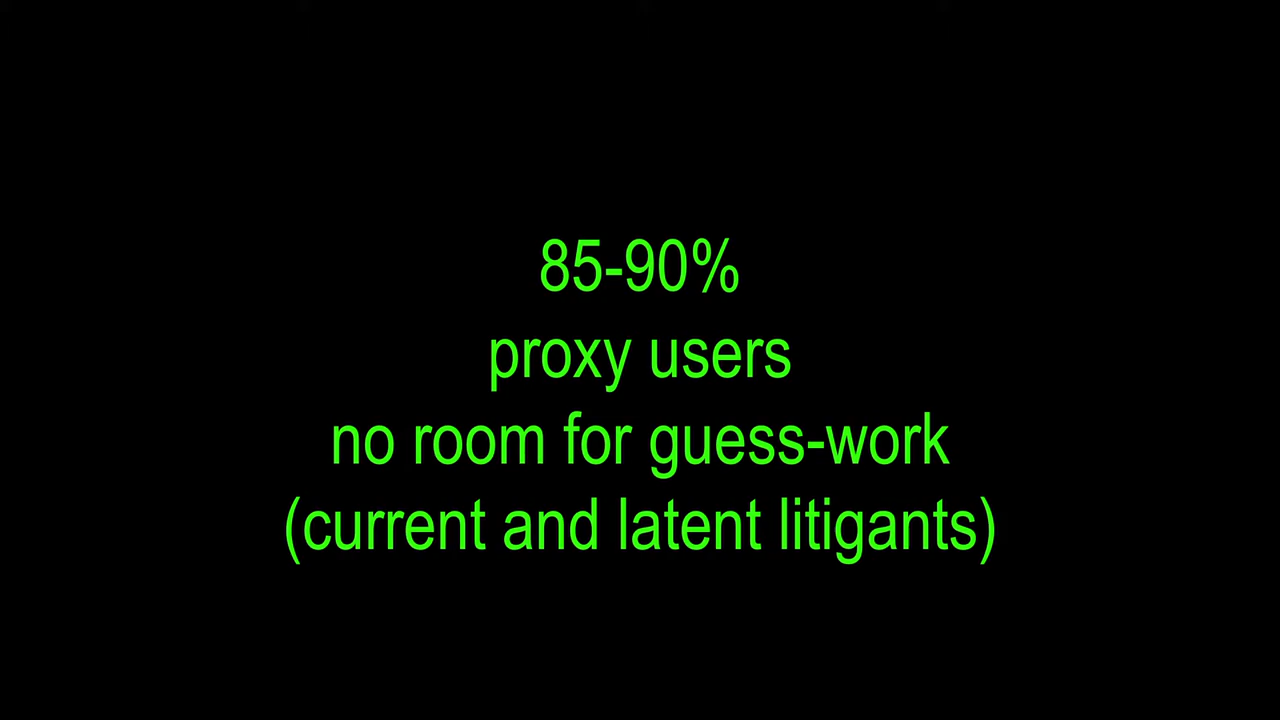 85-90%
proxy users
no room for guess-work
(current and latent litigants)